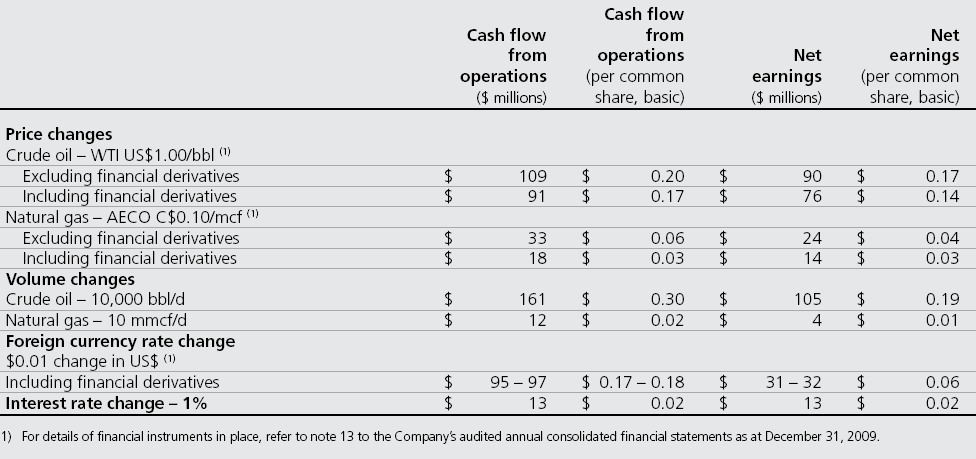 Cash flow from operations ($ millions) Cash flow from operations (per common share, basic) Net earnings ($ millions) Net earnings (per common share, basic)
Price changes
Crude oil – WTI US$1.00/bbl (1)
Excluding financial derivatives $ 109 $ 0.20 $ 90 $ 0.17
Including financial derivatives $ 91 $ 0.17 $ 76 $ 0.14
Natural gas – AECO C$0.10/mcf (1)
Excluding financial derivatives $ 33 $ 0.06 $ 24 $ 0.04
Including financial derivatives $ 18 $ 0.03 $ 14 $ 0.03
Volume changes
Crude oil – 10,000 bbl/d $ 161 $ 0.30 $ 105 $ 0.19
Natural gas – 10 mmcf/d $ 12 $ 0.02 $ 4 $ 0.01
Foreign currency rate change
$0.01 change in US$ (1)
Including financial derivatives $ 95 – 97 $ 0.17 – 0.18 $ 31 – 32 $ 0.06
Interest rate change – 1% $ 13 $ 0.02 $ 13 $ 0.02
1) For details of financial instruments in place, refer to note 13 to the Company's audited annual consolidated financial statements as at December 31, 2009.